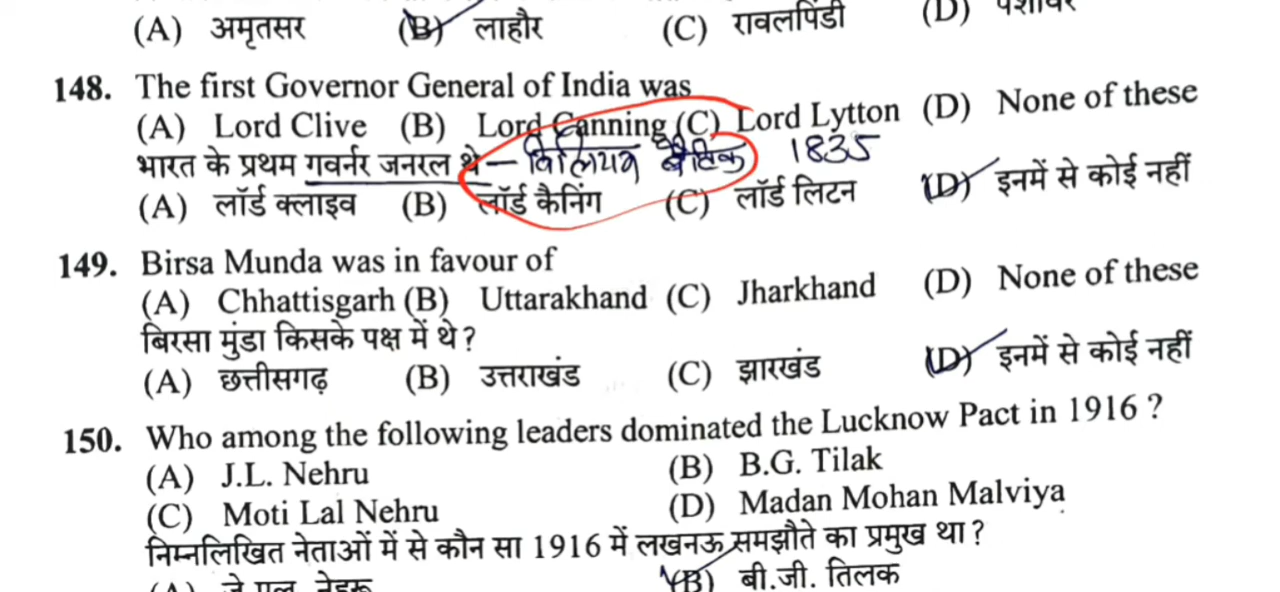 (A) अमृतसर (B) लाहौर (C) रावलपिंडी (D) पेशावर
148. The first Governor General of India was
(A) Lord Clive (B) Lord Canning (C) Lord Lytton (D) None of these
भारत के प्रथम गवर्नर जनरल थे – विलियम बैंटिक 1835
(A) लॉर्ड क्लाइव (B) लॉर्ड कैनिंग (C) लॉर्ड लिटन (D) इनमें से कोई नहीं
149. Birsa Munda was in favour of
(A) Chhattisgarh (B) Uttarakhand (C) Jharkhand (D) None of these
बिरसा मुंडा किसके पक्ष में थे ?
(A) छत्तीसगढ़ (B) उत्तराखंड (C) झारखंड (D) इनमें से कोई नहीं
150. Who among the following leaders dominated the Lucknow Pact in 1916 ?
(A) J.L. Nehru (B) B.G. Tilak
(C) Moti Lal Nehru (D) Madan Mohan Malviya
निम्नलिखित नेताओं में से कौन सा 1916 में लखनऊ समझौते का प्रमुख था ?
(A) जे.एल. नेहरू (B) बी.जी. तिलक